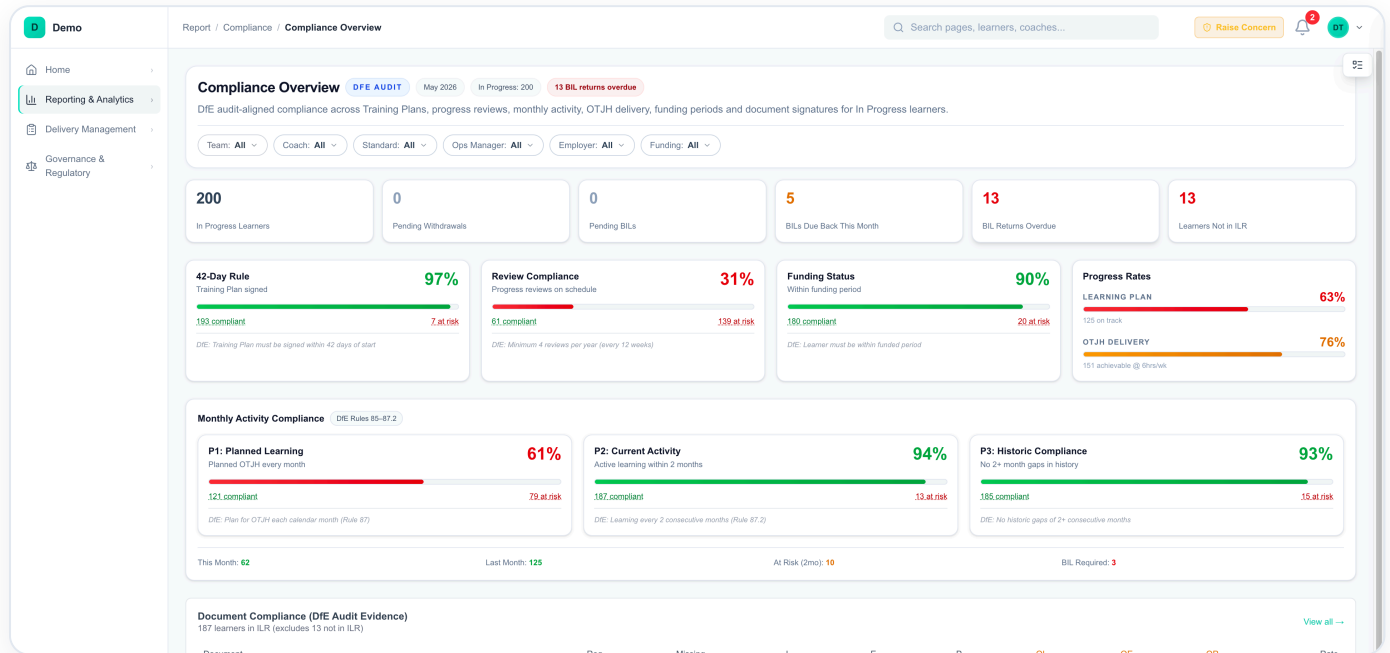 D Demo
Report / Compliance / Compliance Overview
Search pages, learners, coaches...
Raise Concern
2
DT
Home
Reporting & Analytics
Delivery Management
Governance &
Regulatory
Compliance Overview DFE AUDIT May 2026 In Progress: 200 13 BIL returns overdue
DfE audit-aligned compliance across Training Plans, progress reviews, monthly activity, OTJH delivery, funding periods and document signatures for In Progress learners.
Team: All Coach: All Standard: All Ops Manager: All Employer: All Funding: All
200
In Progress Learners
0
Pending Withdrawals
0
Pending BILs
5
BILs Due Back This Month
13
BIL Returns Overdue
13
Learners Not in ILR
42-Day Rule 97%
Training Plan signed
193 compliant 7 at risk
DfE: Training Plan must be signed within 42 days of start
Review Compliance 31%
Progress reviews on schedule
61 compliant 139 at risk
DfE: Minimum 4 reviews per year (every 12 weeks)
Funding Status 90%
Within funding period
180 compliant 20 at risk
DfE: Learner must be within funded period
Progress Rates
LEARNING PLAN 63%
125 on track
OTJH DELIVERY 76%
151 achievable @ 6hrs/wk
Monthly Activity Compliance DfE Rules 85–87.2
P1: Planned Learning 61%
Planned OTJH every month
121 compliant 79 at risk
DfE: Plan for OTJH each calendar month (Rule 87)
P2: Current Activity 94%
Active learning within 2 months
187 compliant 13 at risk
DfE: Learning every 2 consecutive months (Rule 87.2)
P3: Historic Compliance 93%
No 2+ month gaps in history
185 compliant 15 at risk
DfE: No historic gaps of 2+ consecutive months
This Month: 62 Last Month: 125 At Risk (2mo): 10 BIL Required: 3
Document Compliance (DfE Audit Evidence)
187 learners in ILR (excludes 13 not in ILR)
View all →